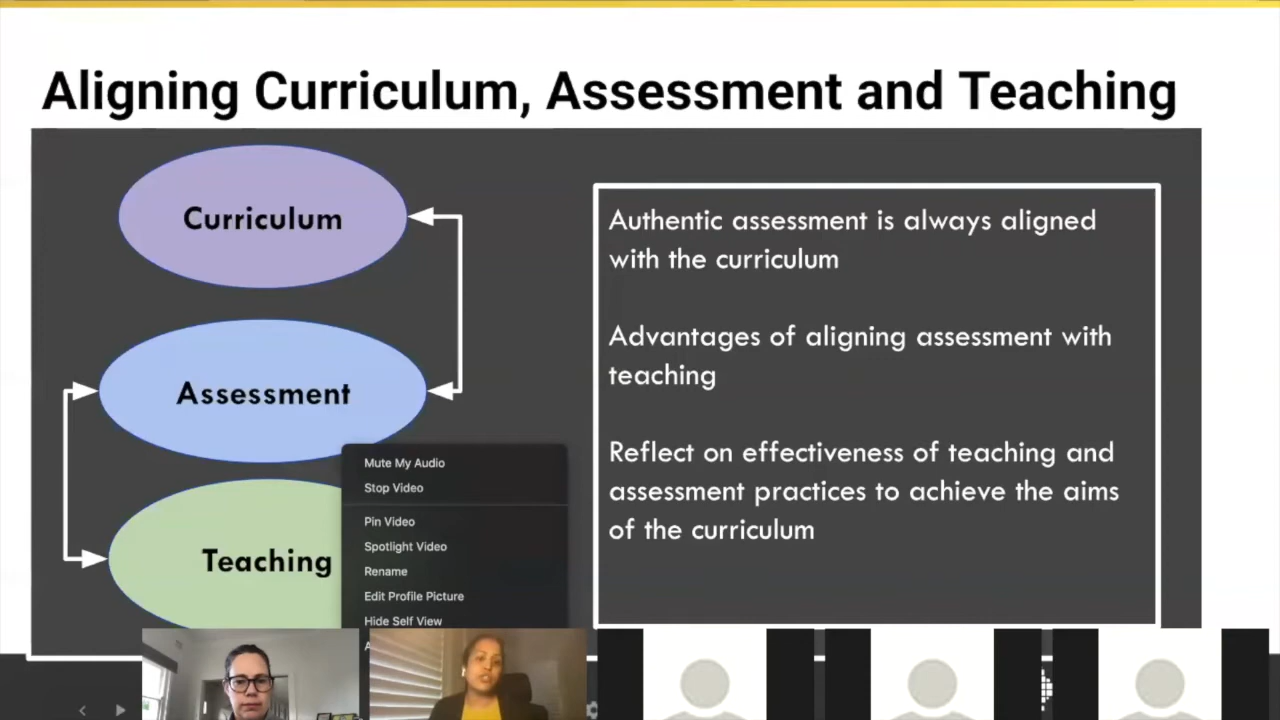 Aligning Curriculum, Assessment and Teaching
Curriculum
Assessment
Teaching
Authentic assessment is always aligned
with the curriculum
Advantages of aligning assessment with
teaching
Reflect on effectiveness of teaching and
assessment practices to achieve the aims
of the curriculum
Mute My Audio
Stop Video
Pin Video
Spotlight Video
Rename
Edit Profile Picture
Hide Self View